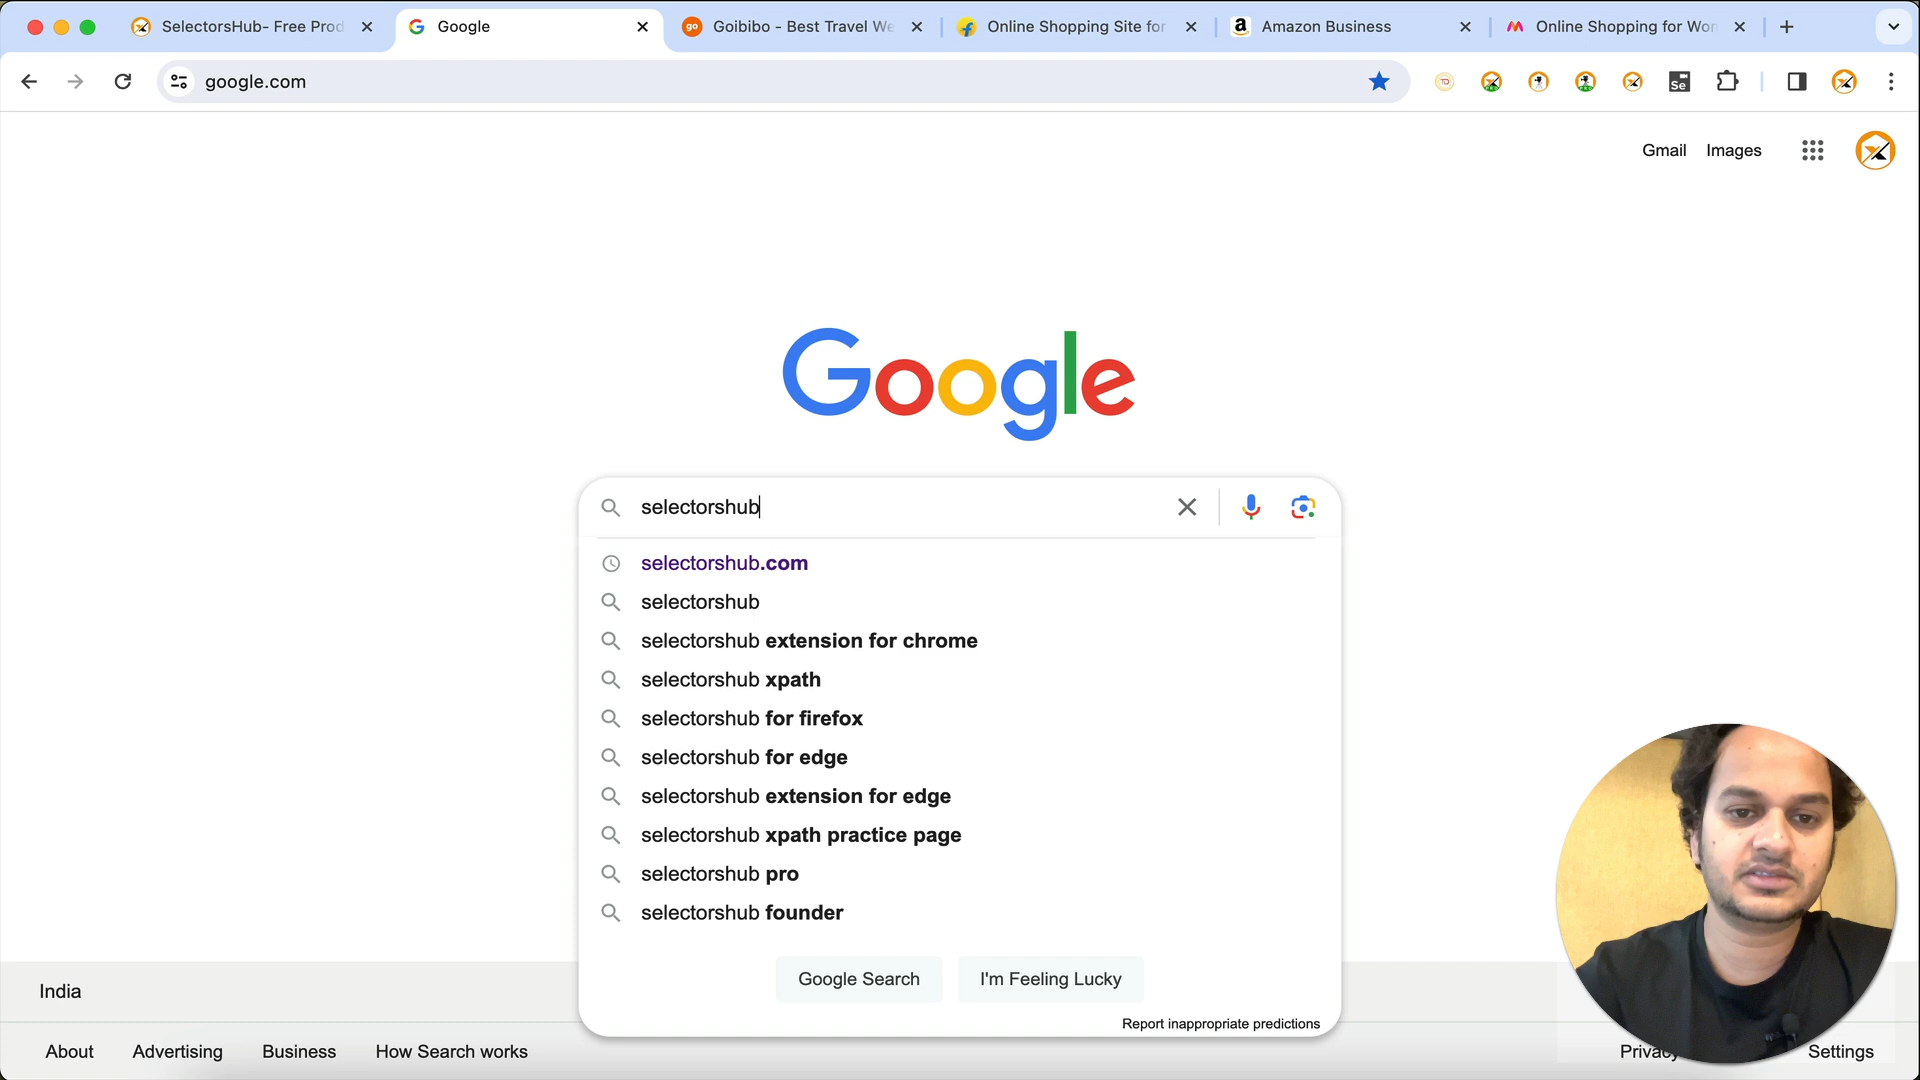 SelectorsHub- Free Prod
Google
Goibibo - Best Travel We
Online Shopping Site for
Amazon Business
Online Shopping for Wom
google.com
Gmail
Images
Google
selectorshub
selectorshub.com
selectorshub
selectorshub extension for chrome
selectorshub xpath
selectorshub for firefox
selectorshub for edge
selectorshub extension for edge
selectorshub xpath practice page
selectorshub pro
selectorshub founder
Google Search
I'm Feeling Lucky
Report inappropriate predictions
India
About
Advertising
Business
How Search works
Privacy
Settings